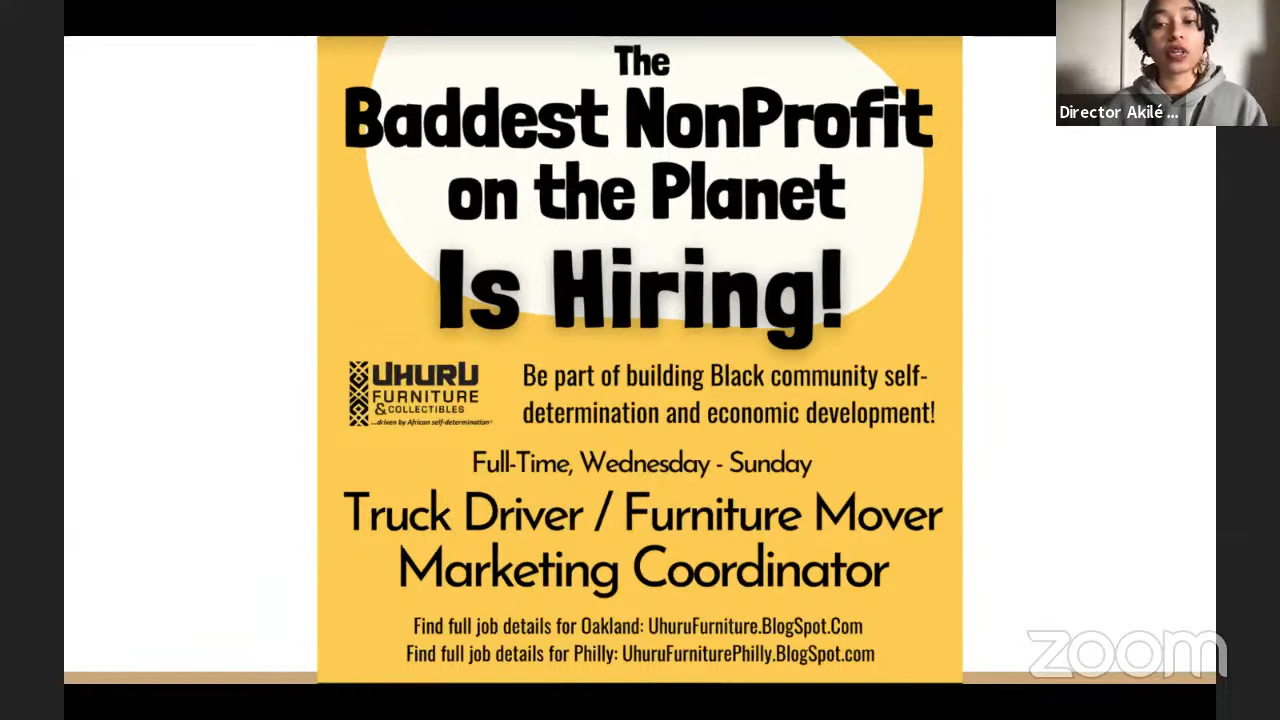 The
Baddest NonProfit
on the Planet
Is Hiring!
UHURU
FURNITURE
& COLLECTIBLES
...driven by African self-determination
Be part of building Black community self-
determination and economic development!
Full-Time, Wednesday - Sunday
Truck Driver / Furniture Mover
Marketing Coordinator
Find full job details for Oakland: UhuruFurniture.BlogSpot.Com
Find full job details for Philly: UhuruFurniturePhilly.BlogSpot.com
Director Akilé ...
zoom